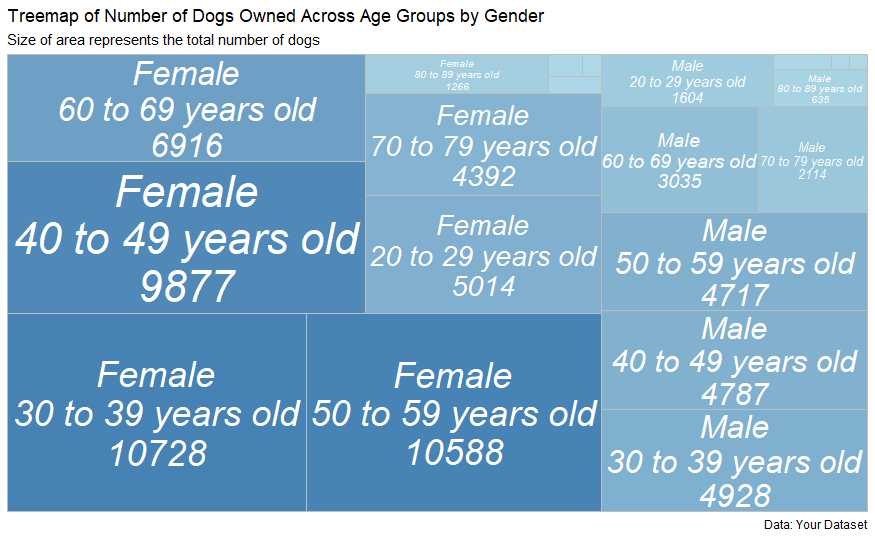 Treemap of Number of Dogs Owned Across Age Groups by Gender
Size of area represents the total number of dogs
Female
60 to 69 years old
6916
Female
40 to 49 years old
9877
Female
30 to 39 years old
10728
Female
50 to 59 years old
10588
Female
80 to 89 years old
1266
Female
70 to 79 years old
4392
Female
20 to 29 years old
5014
Male
20 to 29 years old
1604
Male
80 to 89 years old
635
Male
60 to 69 years old
3035
Male
70 to 79 years old
2114
Male
50 to 59 years old
4717
Male
40 to 49 years old
4787
Male
30 to 39 years old
4928
Data: Your Dataset